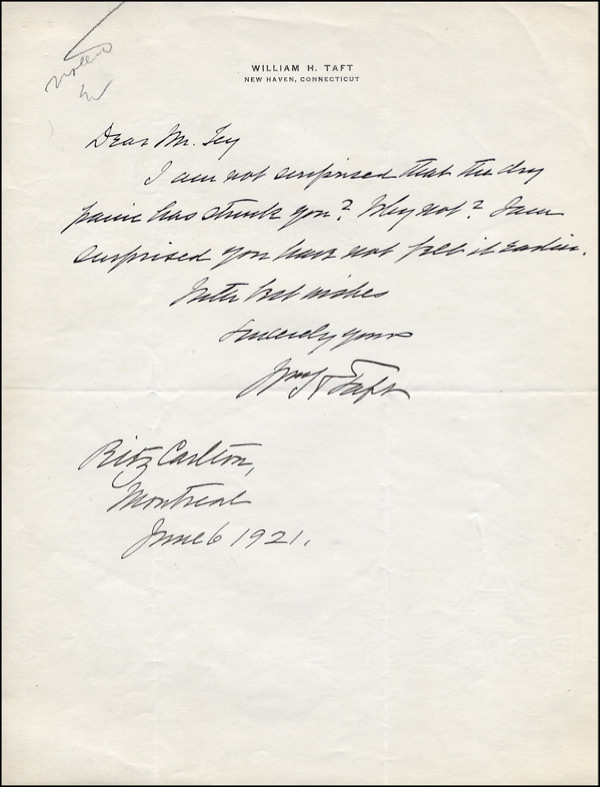 WILLIAM H. TAFT
NEW HAVEN, CONNECTICUT
Dear Mr.
I am not surprised that the dry
panic has struck you? Why not? I am
surprised you have not felt it earlier.
With best wishes
Sincerely yours
Wm H Taft
Ritz Carlton,
Montreal
June 6 1921.